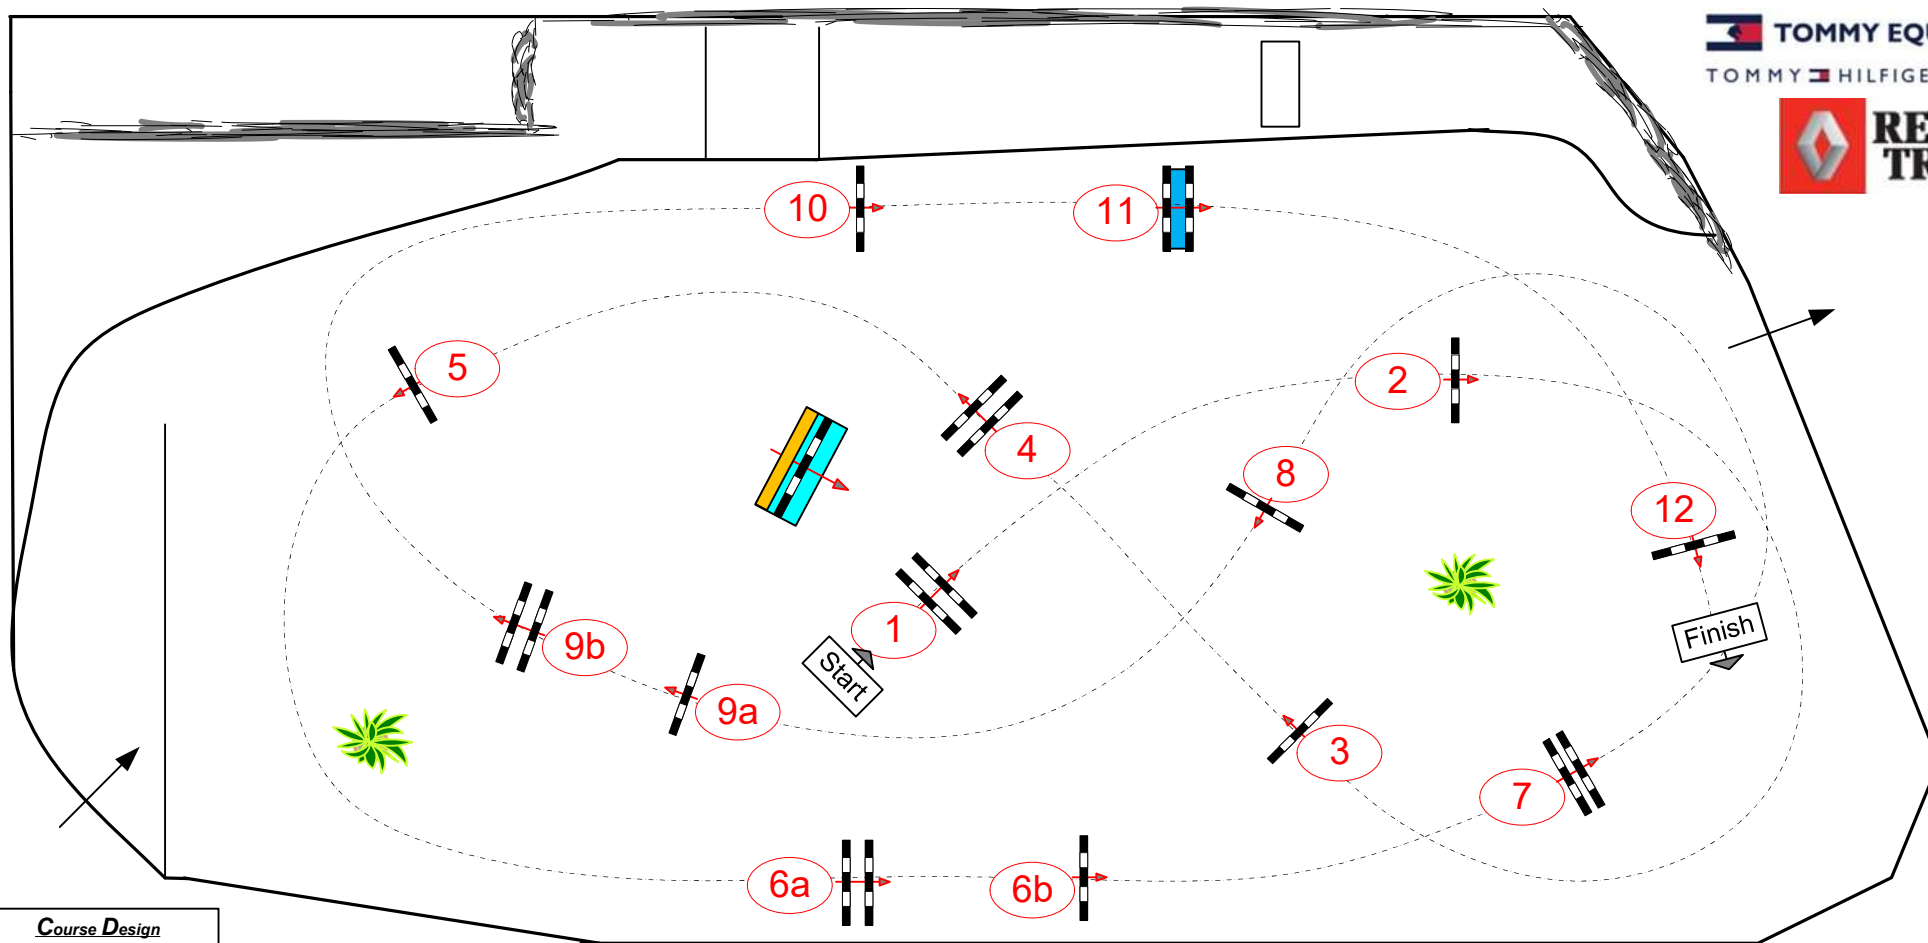 TOMMY EQU
TOMMY HILFIGE
RE
TR
10
11
5
2
4
8
12
1
9b
Start
Finish
9a
3
7
6a
6b
Course Design